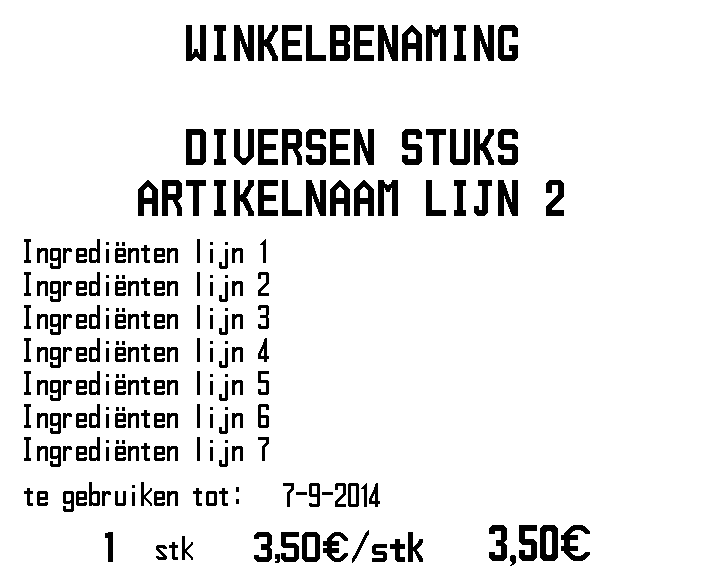 WINKELBENAMING
DIVERSEN STUKS
ARTIKELNAAM LIJN 2
Ingrediënten lijn 1
Ingrediënten lijn 2
Ingrediënten lijn 3
Ingrediënten lijn 4
Ingrediënten lijn 5
Ingrediënten lijn 6
Ingrediënten lijn 7
te gebruiken tot: 7-9-2014
1 stk 3,50€/stk 3,50€